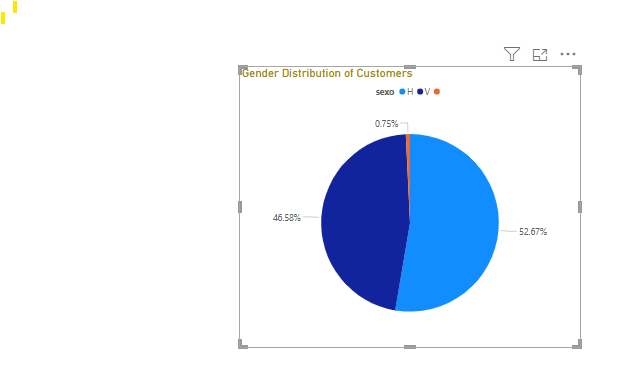 Gender Distribution of Customers
sexo H V
0.75%
46.58%
52.67%